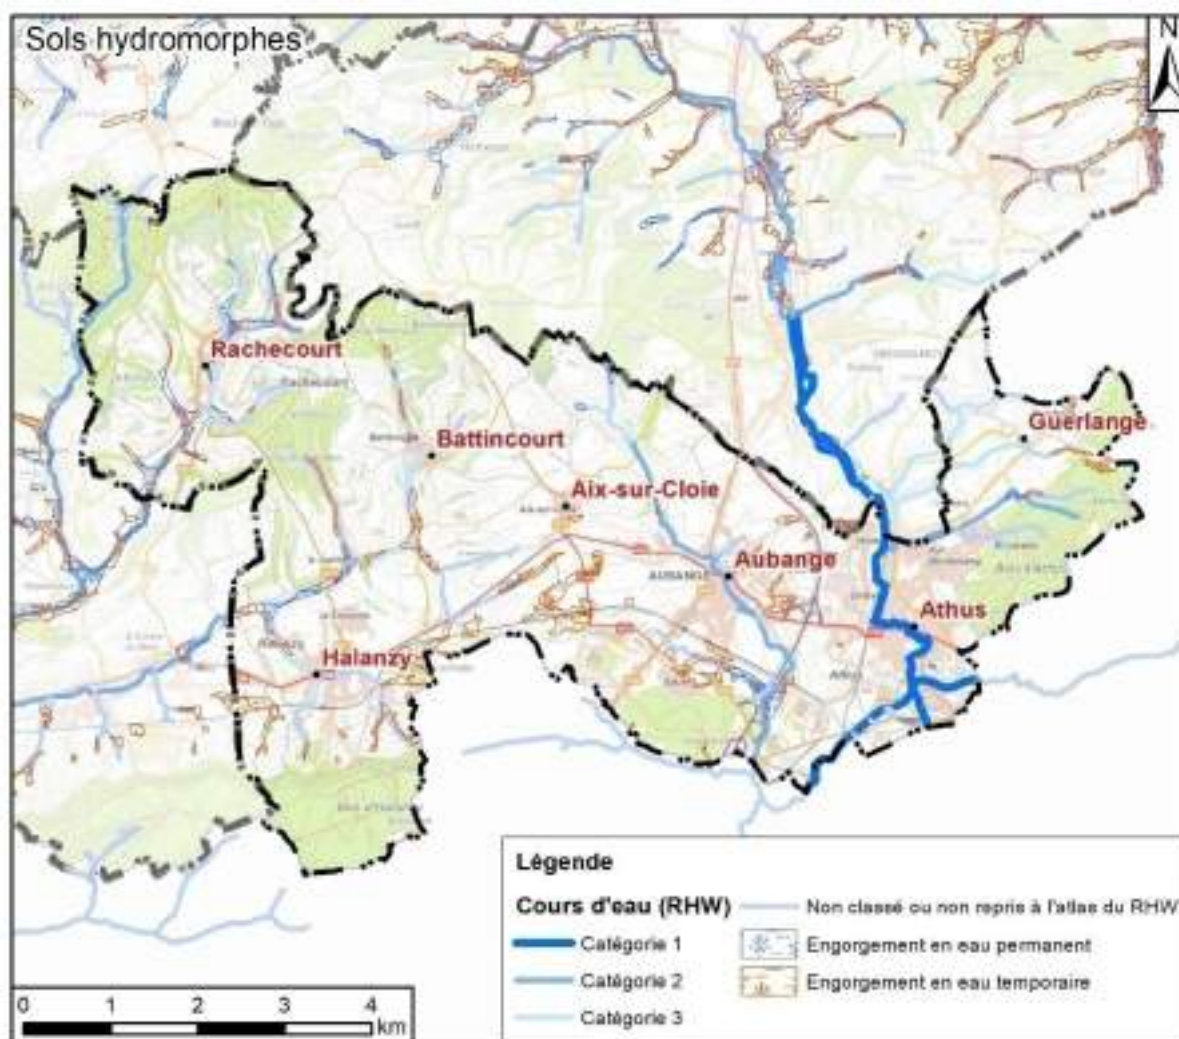 Sols hydromorphes
N
Rachecourt
Guerlange
Battincourt
Aix-sur-Cloie
Aubange
AUBANGE
Athus
Halanzy
Légende
Cours d'eau (RHW)
Non classé ou non repris à l'atlas du RHW
Catégorie 1
Engorgement en eau permanent
Catégorie 2
Engorgement en eau temporaire
Catégorie 3
0 1 2 3 4
km